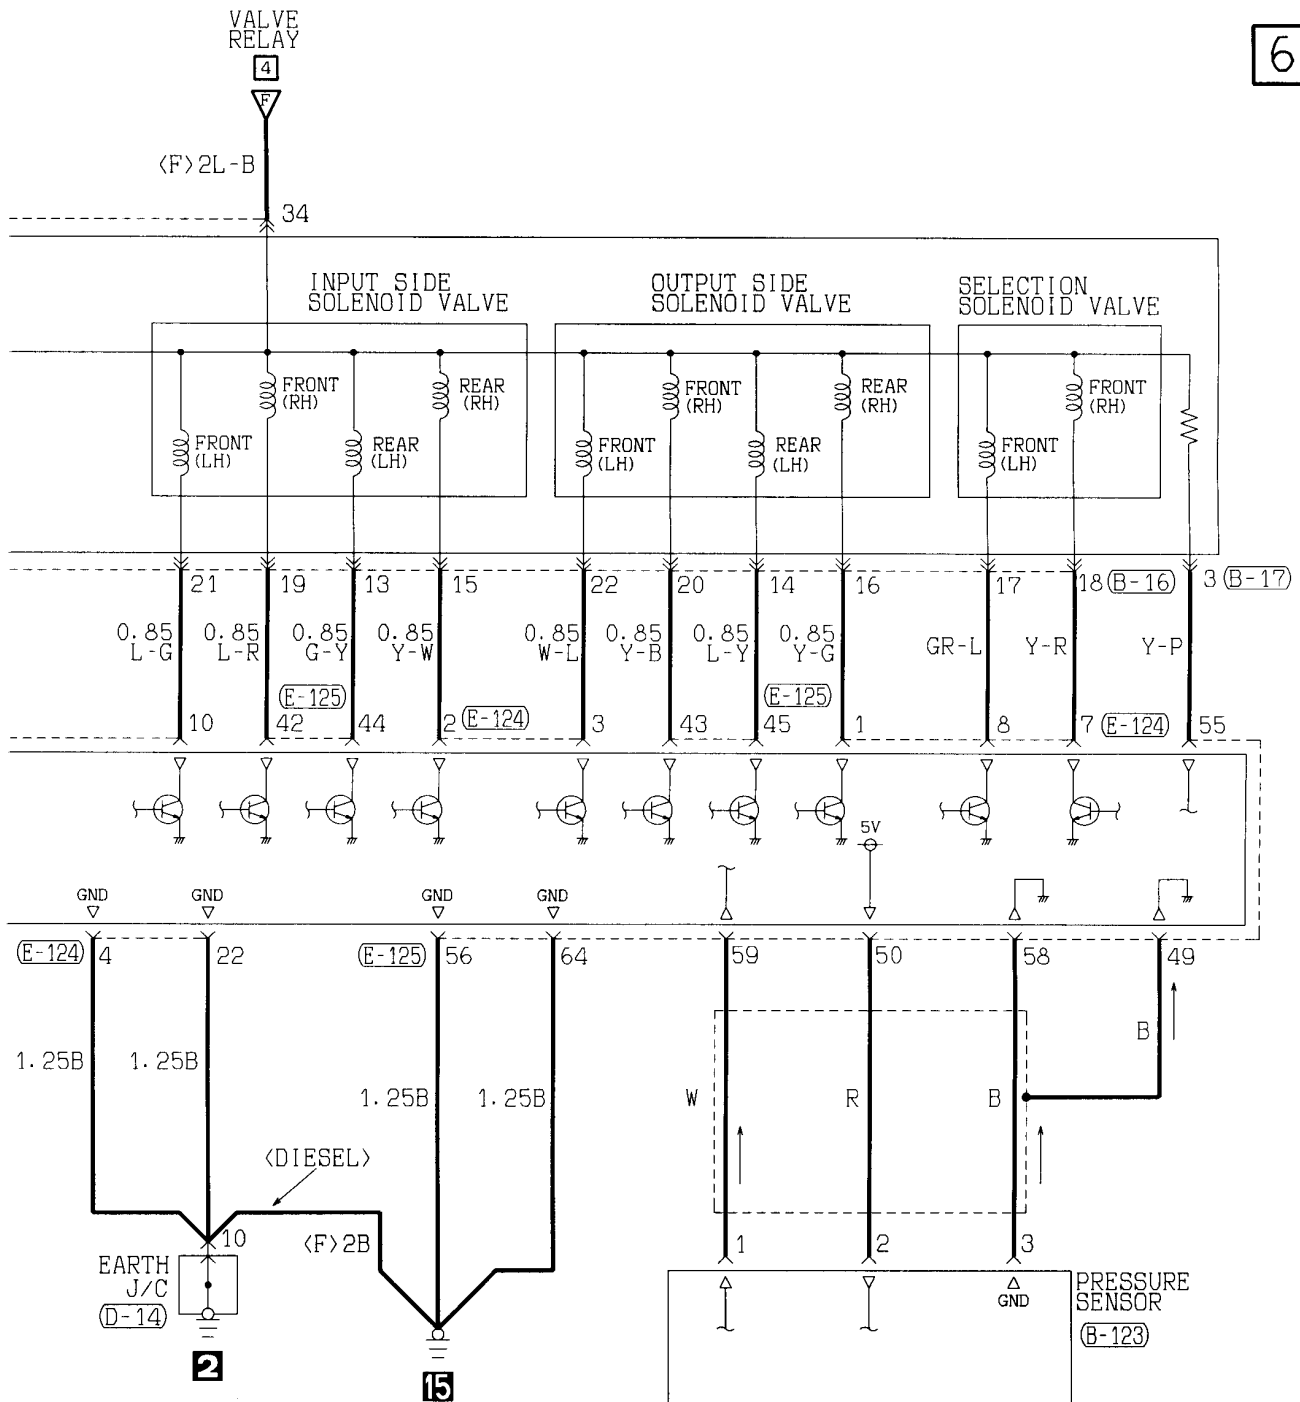 VALVE
RELAY
4
6
F
<F>2L-B
34
INPUT SIDE
SOLENOID VALVE
OUTPUT SIDE
SOLENOID VALVE
SELECTION
SOLENOID VALVE
FRONT
(RH)
REAR
(RH)
FRONT
(RH)
REAR
(RH)
FRONT
(RH)
FRONT
(LH)
REAR
(LH)
FRONT
(LH)
REAR
(LH)
FRONT
(LH)
21 19 13 15 22 20 14 16 17 18 (B-16) 3 (B-17)
0.85 0.85 0.85 0.85 0.85 0.85 0.85 0.85
L-G L-R G-Y Y-W W-L Y-B L-Y Y-G GR-L Y-R Y-P
E-125 E-125
10 42 44 2 E-124 3 43 45 1 8 7 E-124 55
5V
GND GND GND GND
E-124 4 22 E-125 56 64 59 50 58 49
B
1.25B 1.25B
1.25B 1.25B W R B
<DIESEL>
10 <F>2B 1 2 3
EARTH
J/C
D-14
GND
PRESSURE
SENSOR
B-123
2
15